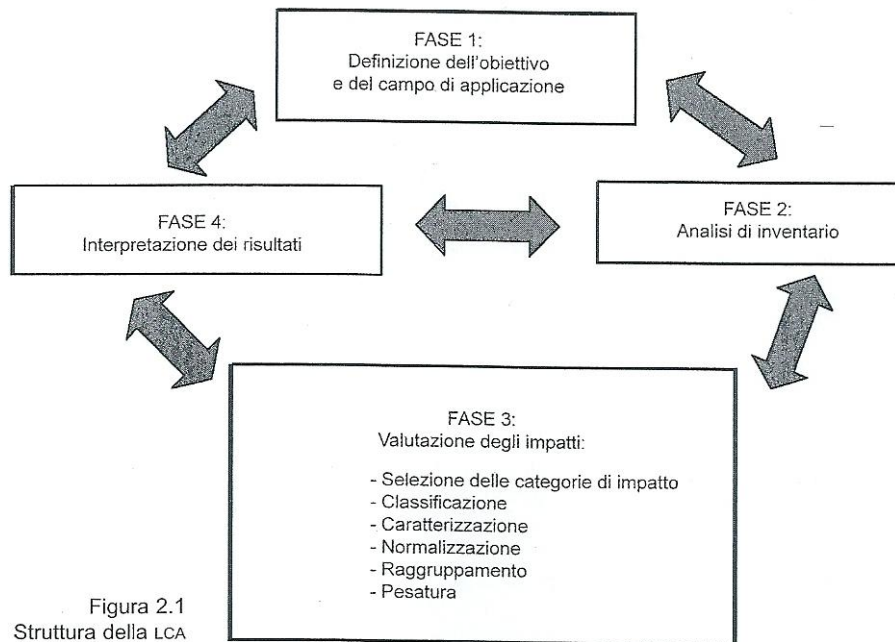 FASE 1:
Definizione dell'obiettivo
e del campo di applicazione
FASE 4:
Interpretazione dei risultati
FASE 2:
Analisi di inventario
FASE 3:
Valutazione degli impatti:
- Selezione delle categorie di impatto
- Classificazione
- Caratterizzazione
- Normalizzazione
- Raggruppamento
- Pesatura
Figura 2.1
Struttura della LCA